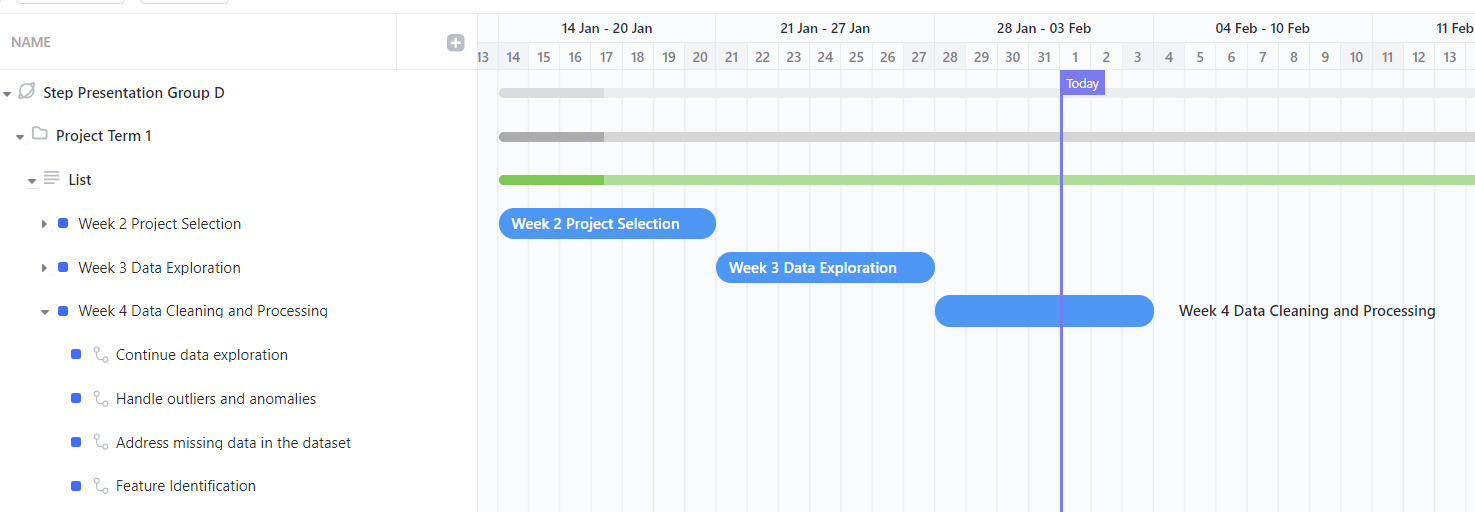 14 Jan - 20 Jan 21 Jan - 27 Jan 28 Jan - 03 Feb 04 Feb - 10 Feb 11 Feb
NAME
13 14 15 16 17 18 19 20 21 22 23 24 25 26 27 28 29 30 31 1 2 3 4 5 6 7 8 9 10 11 12 13
Today
Step Presentation Group D
Project Term 1
List
Week 2 Project Selection Week 2 Project Selection
Week 3 Data Exploration Week 3 Data Exploration
Week 4 Data Cleaning and Processing Week 4 Data Cleaning and Processing
Continue data exploration
Handle outliers and anomalies
Address missing data in the dataset
Feature Identification